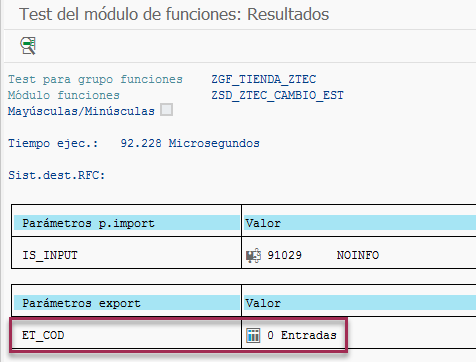 Test del módulo de funciones: Resultados
Test para grupo funciones ZGF_TIENDA_ZTEC
Módulo funciones ZSD_ZTEC_CAMBIO_EST
Mayúsculas/Minúsculas
Tiempo ejec.: 92.228 Microsegundos
Sist.dest.RFC:
Parámetros p.import Valor
IS_INPUT 91029 NOINFO
Parámetros export Valor
ET_COD 0 Entradas